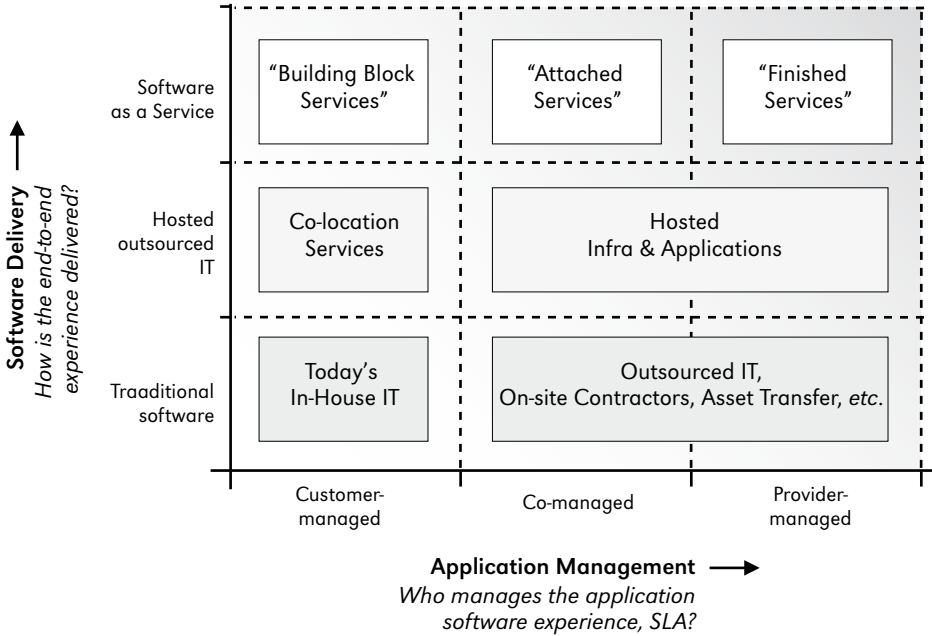 Software Delivery
How is the end-to-end
experience delivered?
Software
as a Service
“Building Block
Services”
“Attached
Services”
“Finished
Services”
Hosted
outsourced
IT
Co-location
Services
Hosted
Infra & Applications
Traaditional
software
Today’s
In-House IT
Outsourced IT,
On-site Contractors, Asset Transfer, etc.
Customer-
managed
Co-managed
Provider-
managed
Application Management
Who manages the application
software experience, SLA?